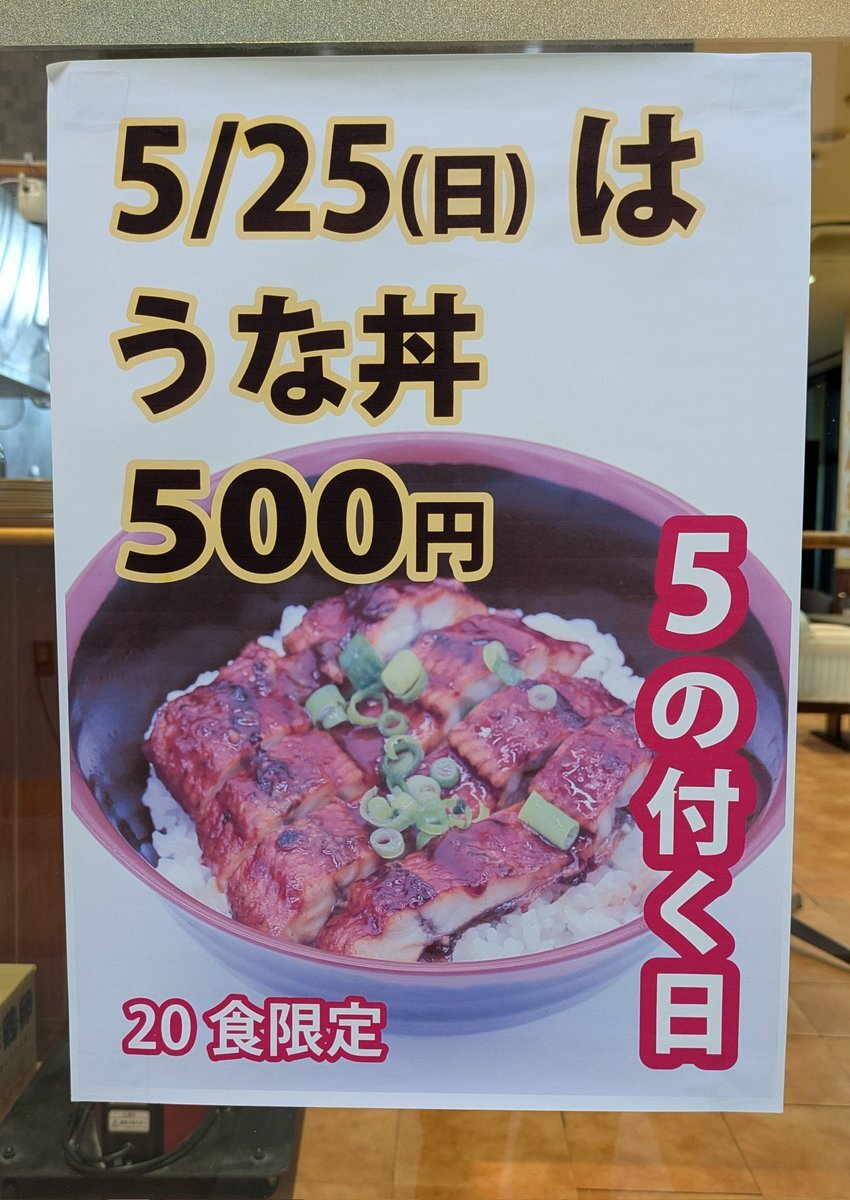 5/25(日)は
うな丼
500円
5の付く日
20食限定